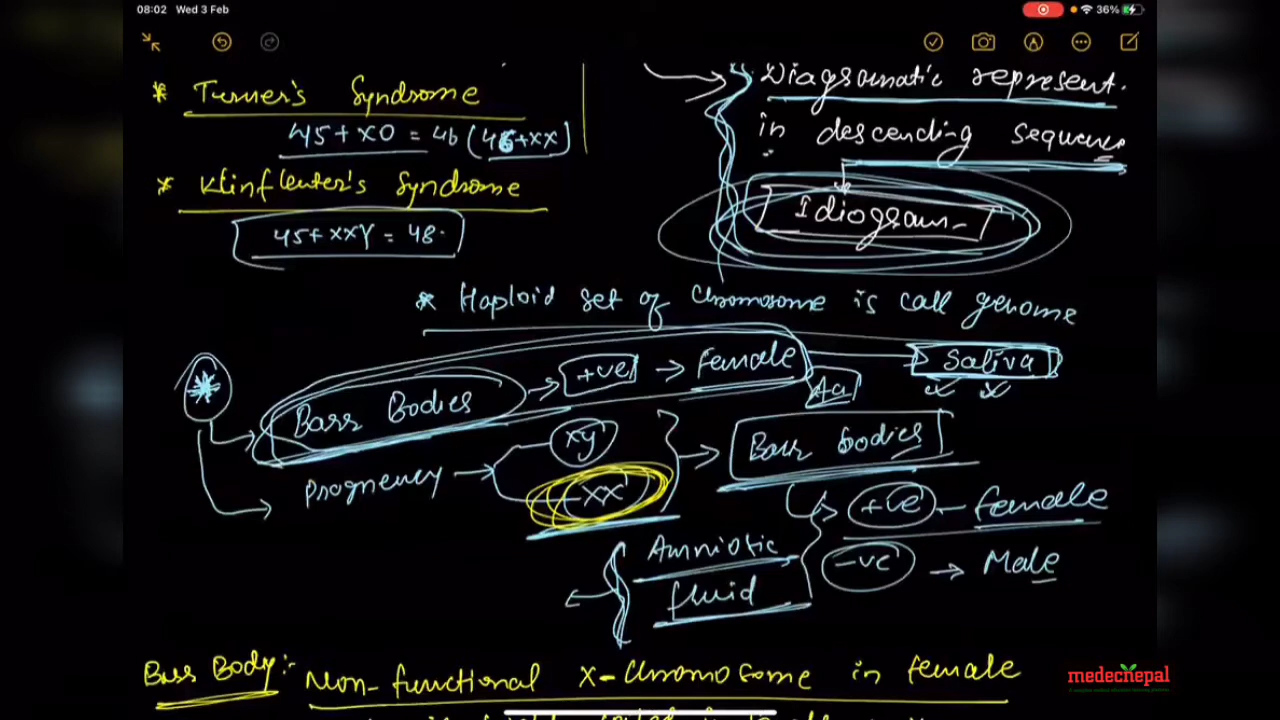 08:02 Wed 3 Feb
36%
* Turner's Syndrome
45+XO = 46 (46+XX)
* Klinflenter's Syndrome
45+XXY = 48.
Diagramatic represent.
in descending sequence
Idiogram
* Haploid set of Chromosome is call genome
Barr Bodies → +ve → Female → Saliva
Pragnency → xy
xx
→ Barr bodies
+ve - female
-ve → Male
Amniotic
fluid
Barr Body:- Non-functional X-Chromosome in female
medecnepal